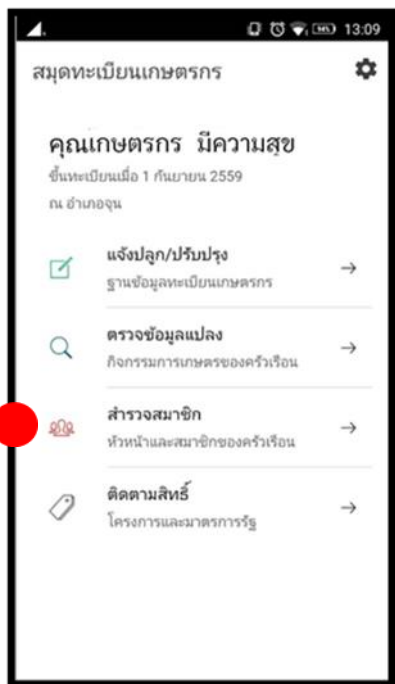 13:09
สมุดทะเบียนเกษตรกร
คุณเกษตรกร มีความสุข
ขึ้นทะเบียนเมื่อ 1 กันยายน 2559
ณ อำเภอจุน
แจ้งปลูก/ปรับปรุง
ฐานข้อมูลทะเบียนเกษตรกร
ตรวจข้อมูลแปลง
กิจกรรมการเกษตรของครัวเรือน
สำรวจสมาชิก
หัวหน้าและสมาชิกของครัวเรือน
ติดตามสิทธิ์
โครงการและมาตรการรัฐ